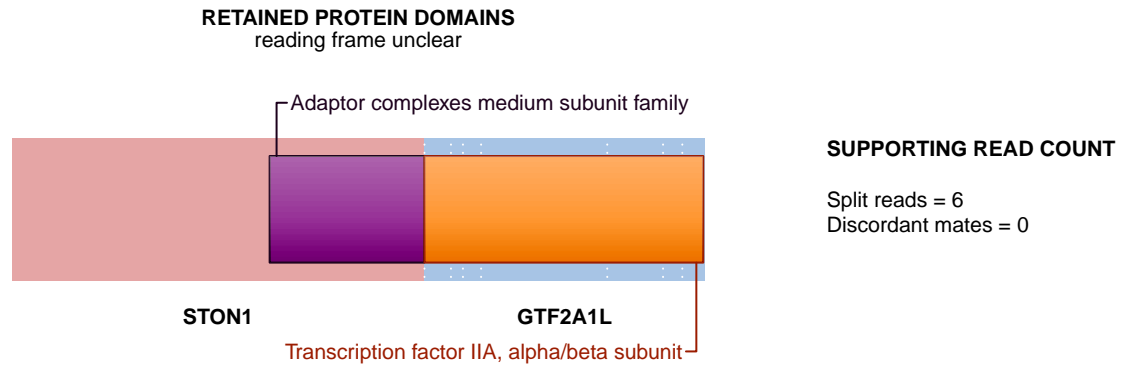 RETAINED PROTEIN DOMAINS
reading frame unclear
Adaptor complexes medium subunit family
SUPPORTING READ COUNT
Split reads = 6
Discordant mates = 0
STON1
GTF2A1L
Transcription factor IIA, alpha/beta subunit